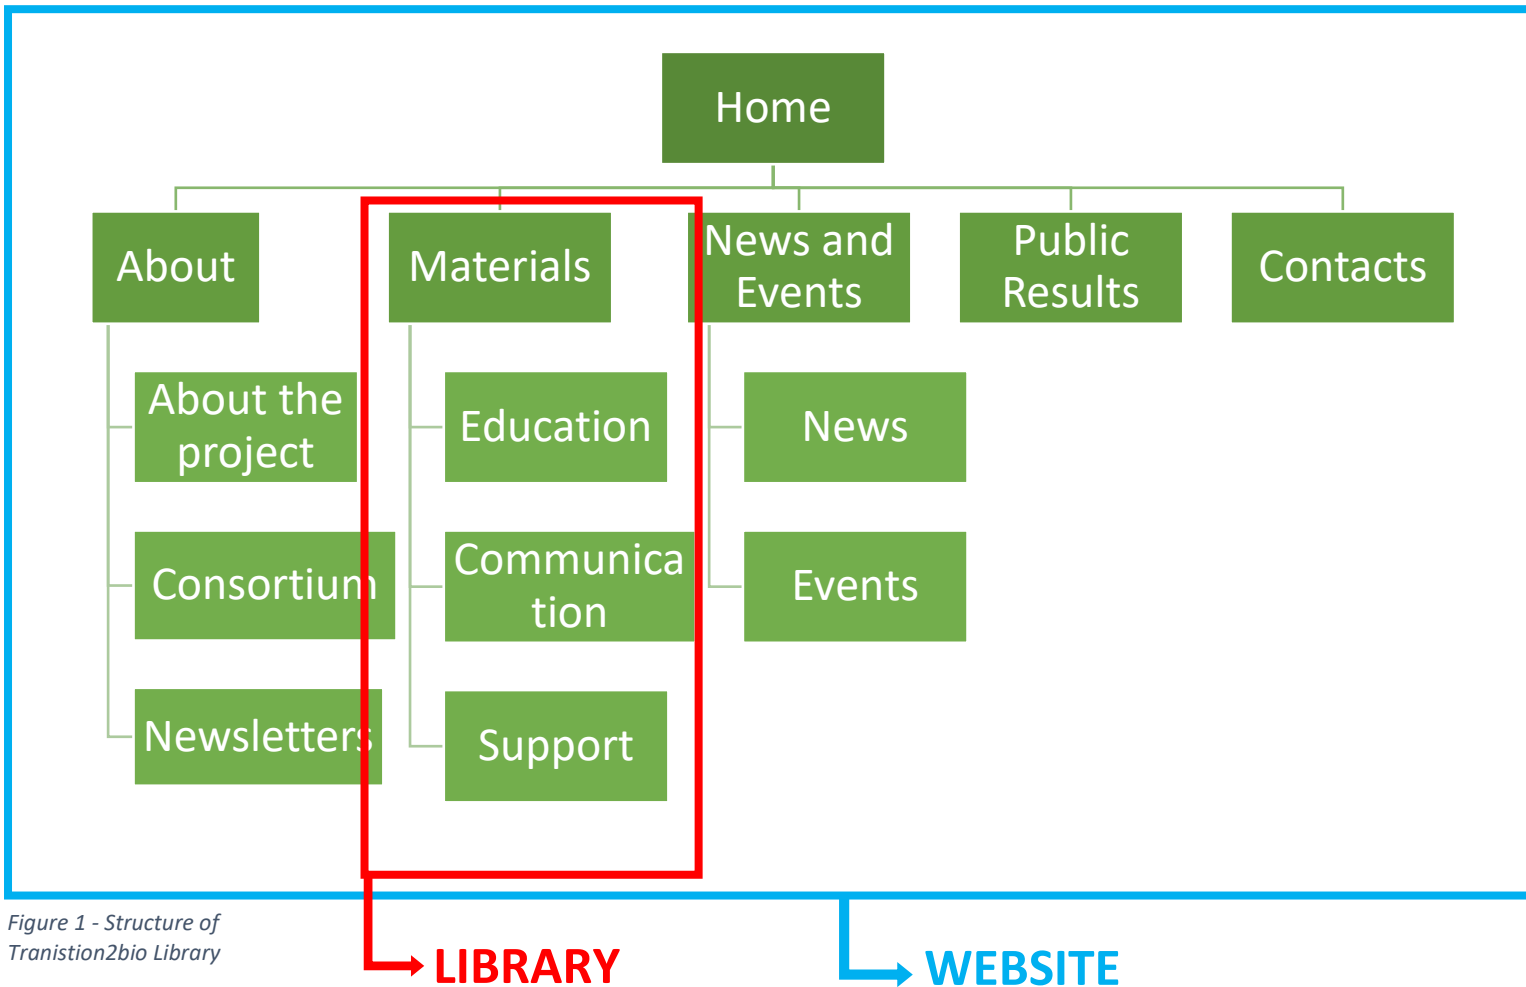 Home
About
Materials
News and
Events
Public
Results
Contacts
About the
project
Education
News
Consortium
Communica
tion
Events
Newsletters
Support
Figure 1 - Structure of
Tranistion2bio Library
LIBRARY
WEBSITE